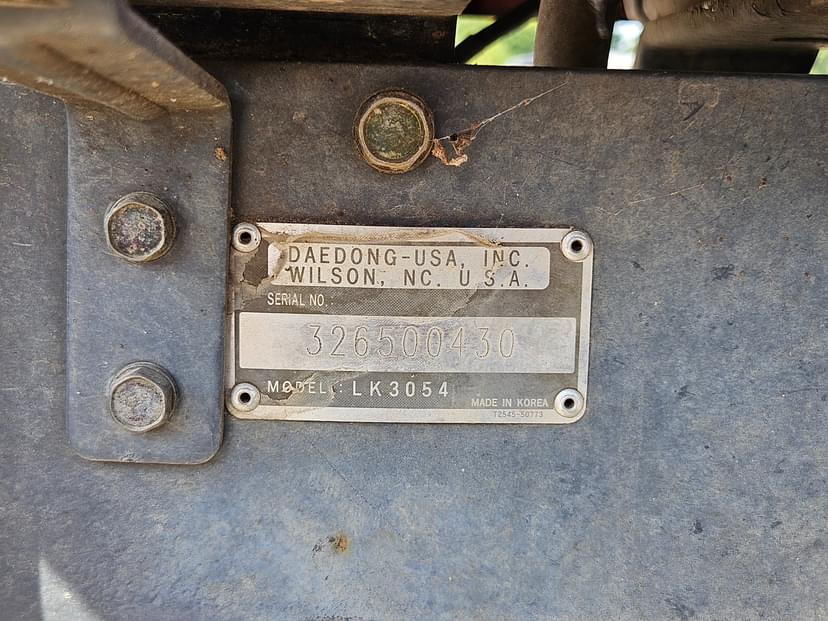 DAEDONG-USA, INC.
WILSON, NC. U.S.A.
SERIAL NO.:
326500430
MODEL: LK3054
MADE IN KOREA
T2545-50773